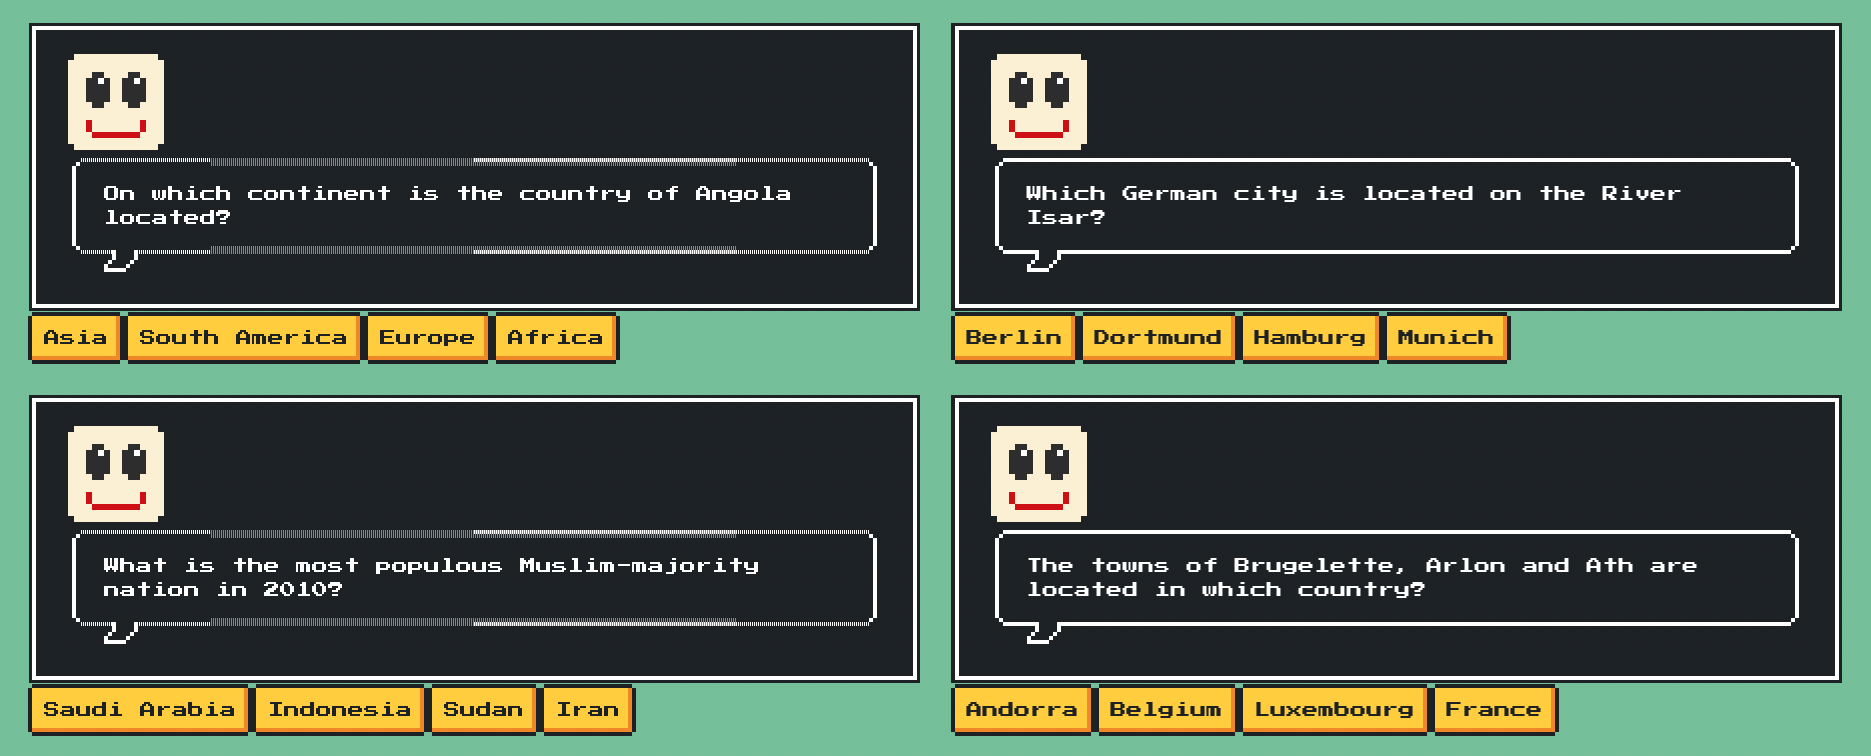 On which continent is the country of Angola
located?
Asia South America Europe Africa
Which German city is located on the River
Isar?
Berlin Dortmund Hamburg Munich
What is the most populous Muslim-majority
nation in 2010?
Saudi Arabia Indonesia Sudan Iran
The towns of Brugelette, Arlon and Ath are
located in which country?
Andorra Belgium Luxembourg France